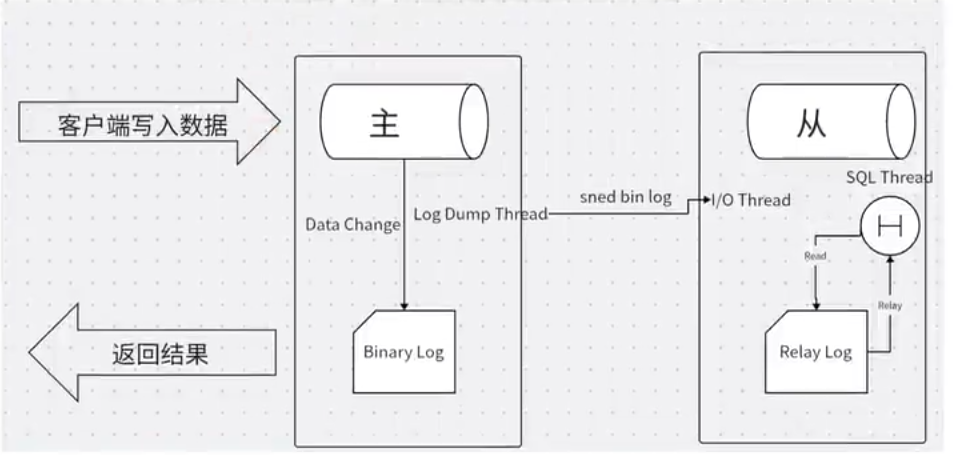 客户端写入数据
主
从
SQL Thread
sned bin log
I/O Thread
Log Dump Thread
Data Change
Read
Relay
返回结果
Binary Log
Relay Log